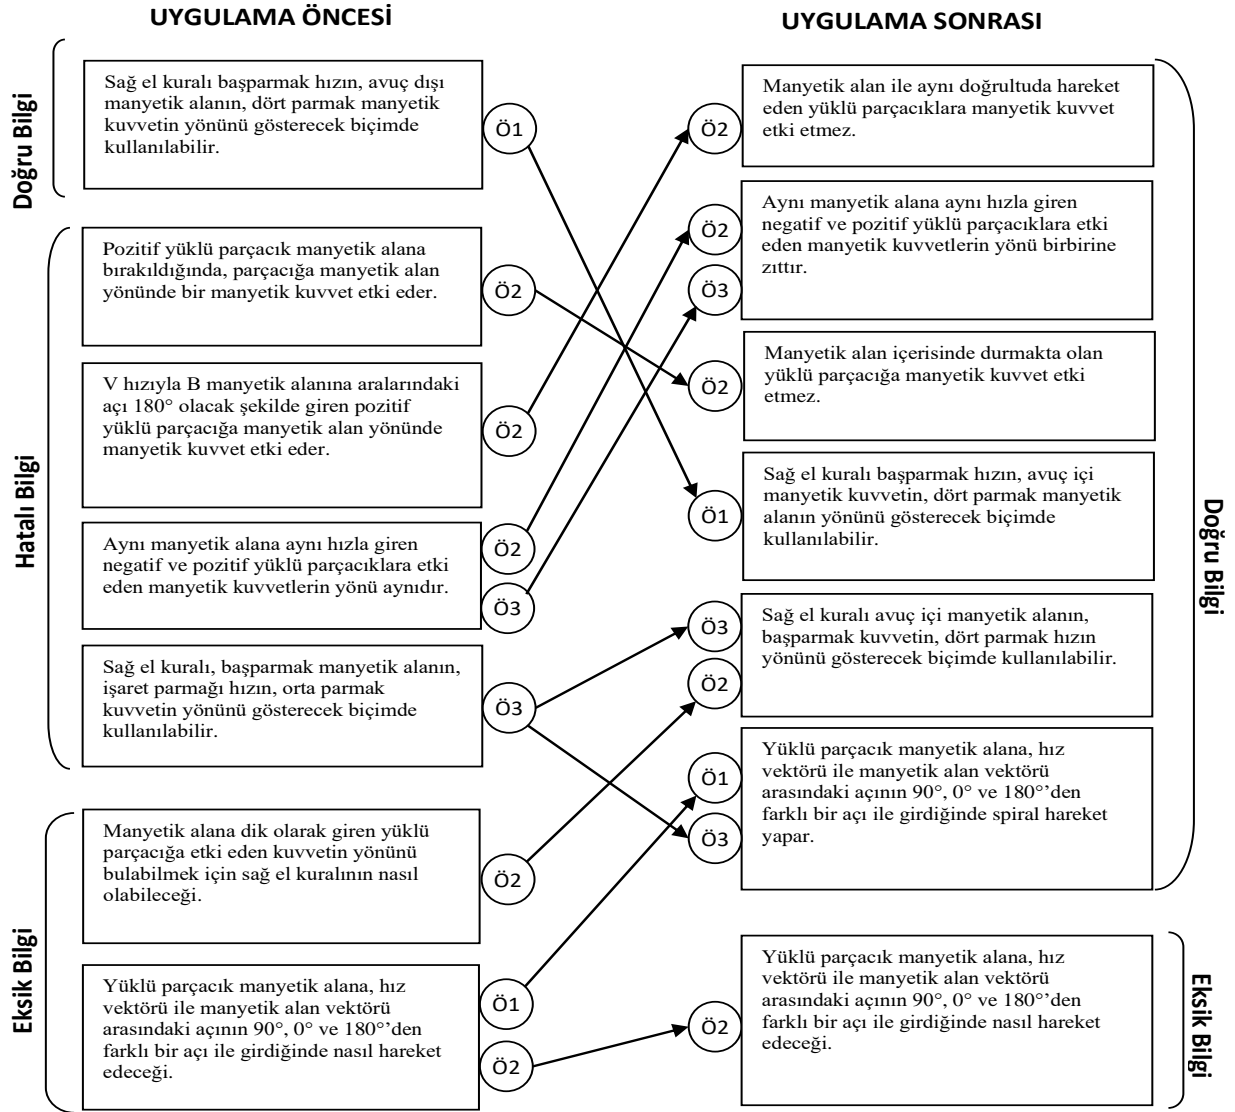 UYGULAMA ÖNCESİ
Doğru Bilgi
Sağ el kuralı başparmak hızın, avuç dışı
manyetik alanın, dört parmak manyetik
kuvvetin yönünü gösterecek biçimde
kullanılabilir.
Ö1
Hatalı Bilgi
Pozitif yüklü parçacık manyetik alana
bırakıldığında, parçacığa manyetik alan
yönünde bir manyetik kuvvet etki eder.
Ö2
V hızıyla B manyetik alanına aralarındaki
açı 180° olacak şekilde giren pozitif
yüklü parçacığa manyetik alan yönünde
manyetik kuvvet etki eder.
Ö2
Aynı manyetik alana aynı hızla giren
negatif ve pozitif yüklü parçacıklara etki
eden manyetik kuvvetlerin yönü aynıdır.
Ö2
Ö3
Sağ el kuralı, başparmak manyetik alanın,
işaret parmağı hızın, orta parmak
kuvvetin yönünü gösterecek biçimde
kullanılabilir.
Ö3
Eksik Bilgi
Manyetik alana dik olarak giren yüklü
parçacığa etki eden kuvvetin yönünü
bulabilmek için sağ el kuralının nasıl
olabileceği.
Ö2
Yüklü parçacık manyetik alana, hız
vektörü ile manyetik alan vektörü
arasındaki açının 90°, 0° ve 180°’den
farklı bir açı ile girdiğinde nasıl hareket
edeceği.
Ö1
Ö2
UYGULAMA SONRASI
Ö2
Manyetik alan ile aynı doğrultuda hareket
eden yüklü parçacıklara manyetik kuvvet
etki etmez.
Ö2
Ö3
Aynı manyetik alana aynı hızla giren
negatif ve pozitif yüklü parçacıklara etki
eden manyetik kuvvetlerin yönü birbirine
zıttır.
Ö2
Manyetik alan içerisinde durmakta olan
yüklü parçacığa manyetik kuvvet etki
etmez.
Ö1
Sağ el kuralı başparmak hızın, avuç içi
manyetik kuvvetin, dört parmak manyetik
alanın yönünü gösterecek biçimde
kullanılabilir.
Ö3
Ö2
Sağ el kuralı avuç içi manyetik alanın,
başparmak kuvvetin, dört parmak hızın
yönünü gösterecek biçimde kullanılabilir.
Ö1
Ö3
Yüklü parçacık manyetik alana, hız
vektörü ile manyetik alan vektörü
arasındaki açının 90°, 0° ve 180°’den
farklı bir açı ile girdiğinde spiral hareket
yapar.
Doğru Bilgi
Ö2
Yüklü parçacık manyetik alana, hız
vektörü ile manyetik alan vektörü
arasındaki açının 90°, 0° ve 180°’den
farklı bir açı ile girdiğinde nasıl hareket
edeceği.
Eksik Bilgi